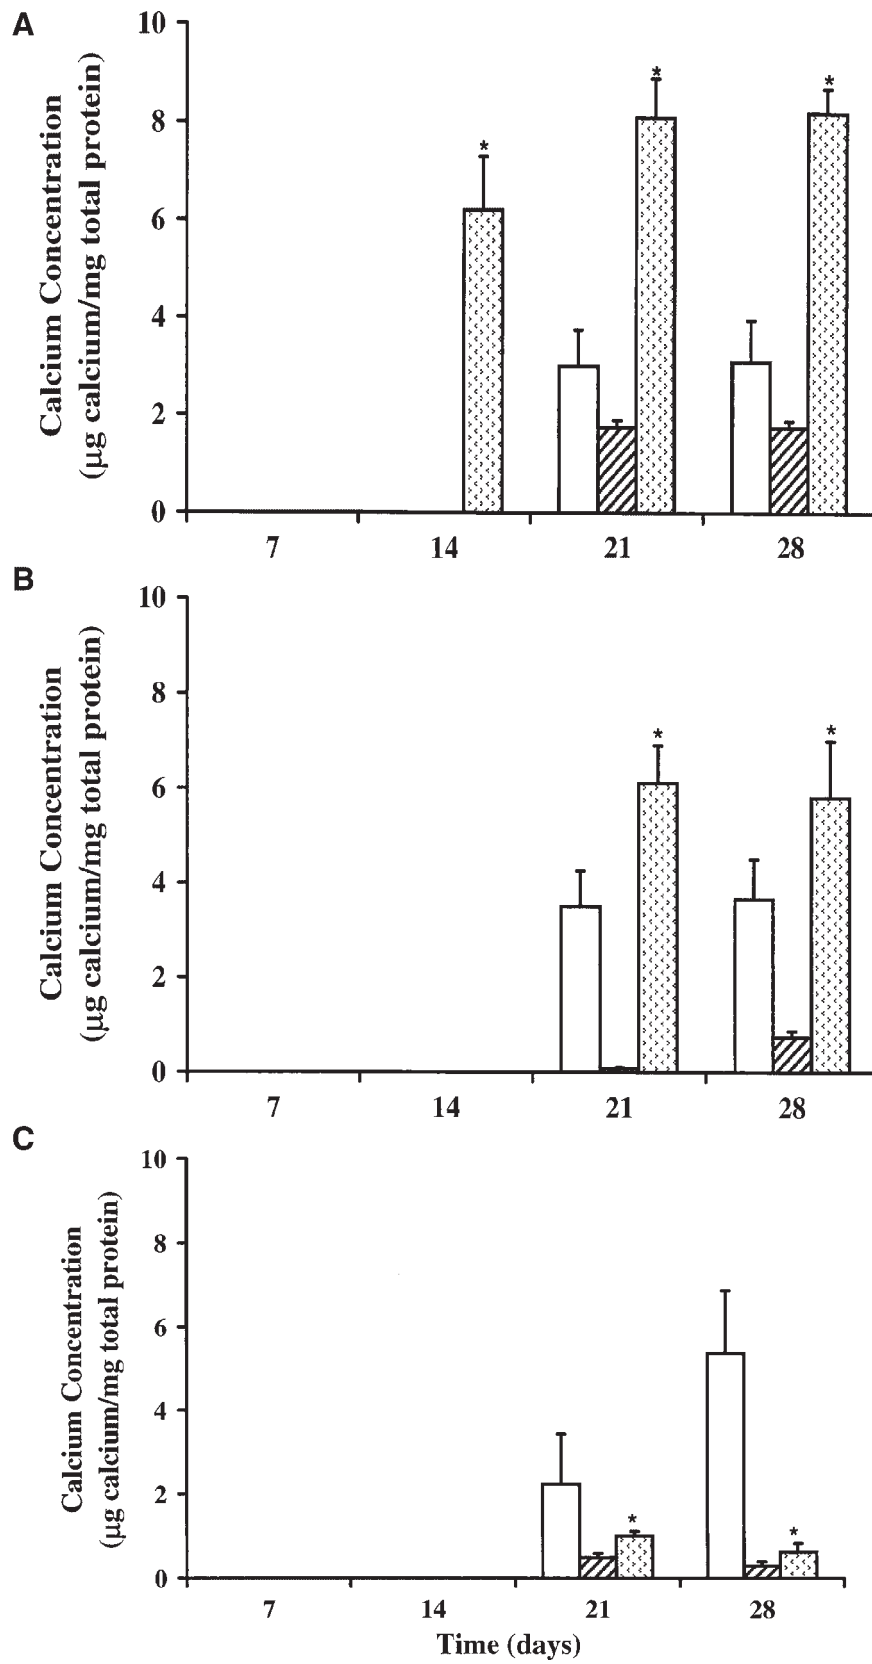 A
Calcium Concentration
(µg calcium/mg total protein)
10
8
6
4
2
0
*
*
*
7 14 21 28
B
Calcium Concentration
(µg calcium/mg total protein)
10
8
6
4
2
0
*
*
7 14 21 28
C
Calcium Concentration
(µg calcium/mg total protein)
10
8
6
4
2
0
*
*
7 14 21 28
Time (days)